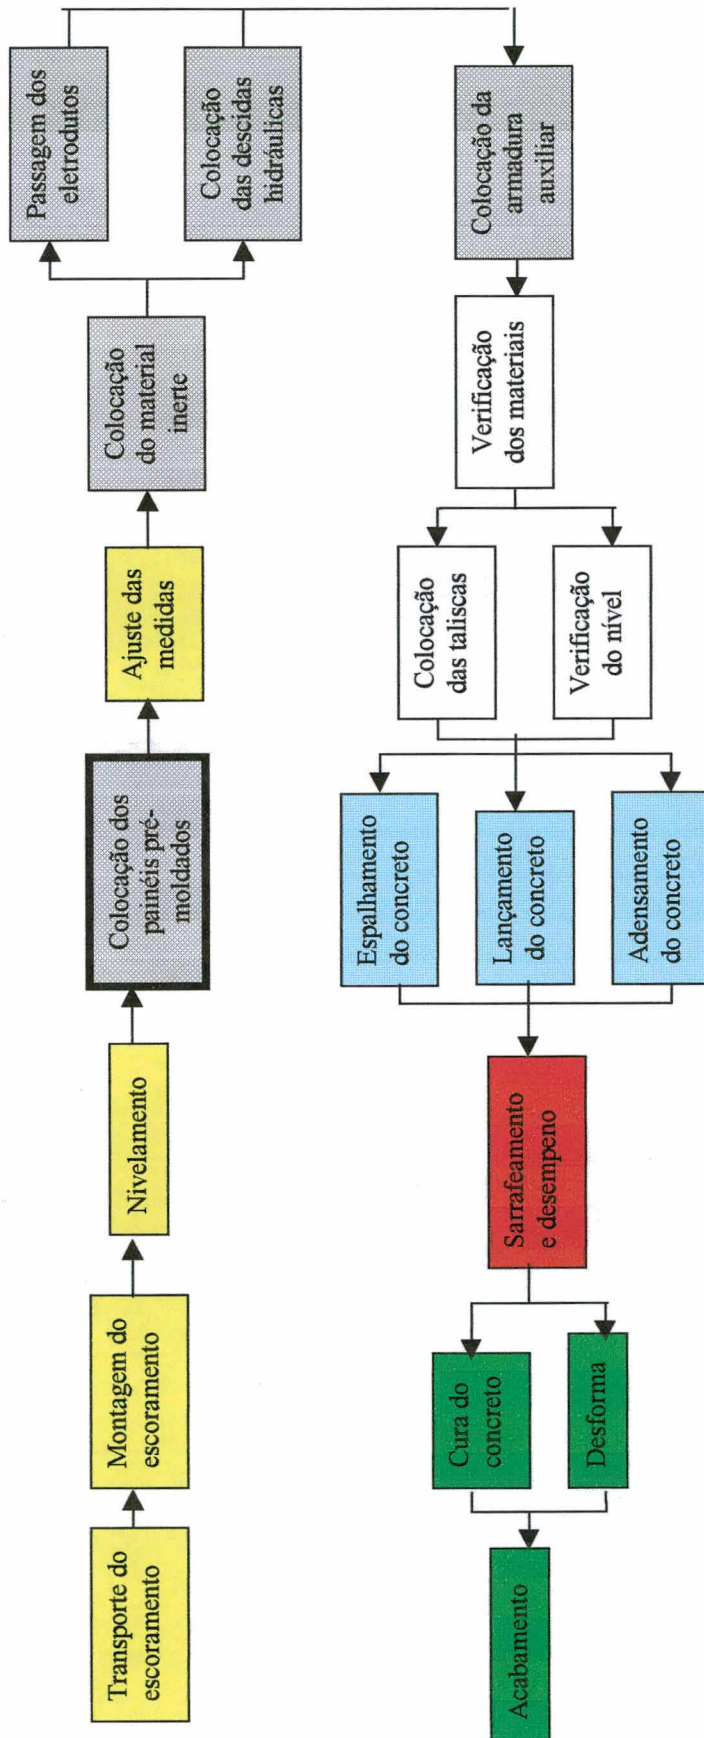 Transporte do
escoramento
Montagem do
escoramento
Nivelamento
Colocação dos
painéis pré-
moldados
Ajuste das
medidas
Colocação
do material
inerte
Passagem dos
eletrodutos
Colocação
das descidas
hidráulicas
Colocação da
armadura
auxiliar
Verificação
dos materiais
Colocação
das taliscas
Verificação
do nível
Espalhamento
do concreto
Lançamento
do concreto
Adensamento
do concreto
Sarrafeamento
e desempeno
Cura do
concreto
Desforma
Acabamento